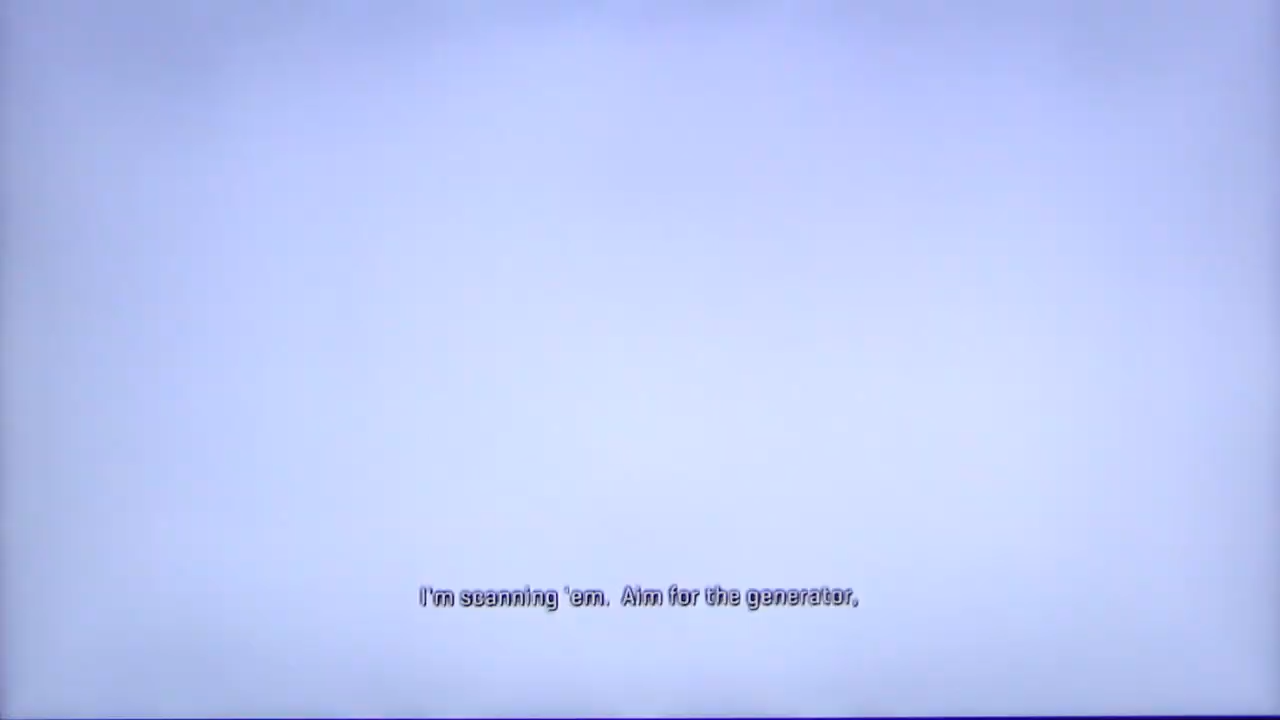 I'm scanning 'em.  Aim for the generator,